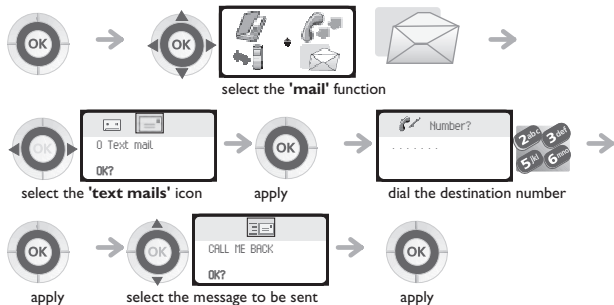 OK
OK
select the 'mail' function
OK
0 Text mail
OK?
OK
Number?
. . . . . . .
2abc 3def
5jkl 6mno
select the 'text mails' icon
apply
dial the destination number
OK
OK
CALL ME BACK
OK?
OK
apply
select the message to be sent
apply